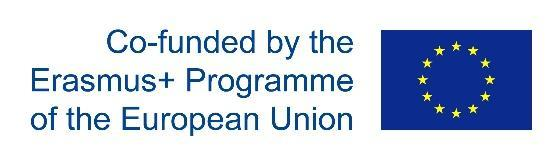 Co-funded by the
Erasmus+ Programme
of the European Union